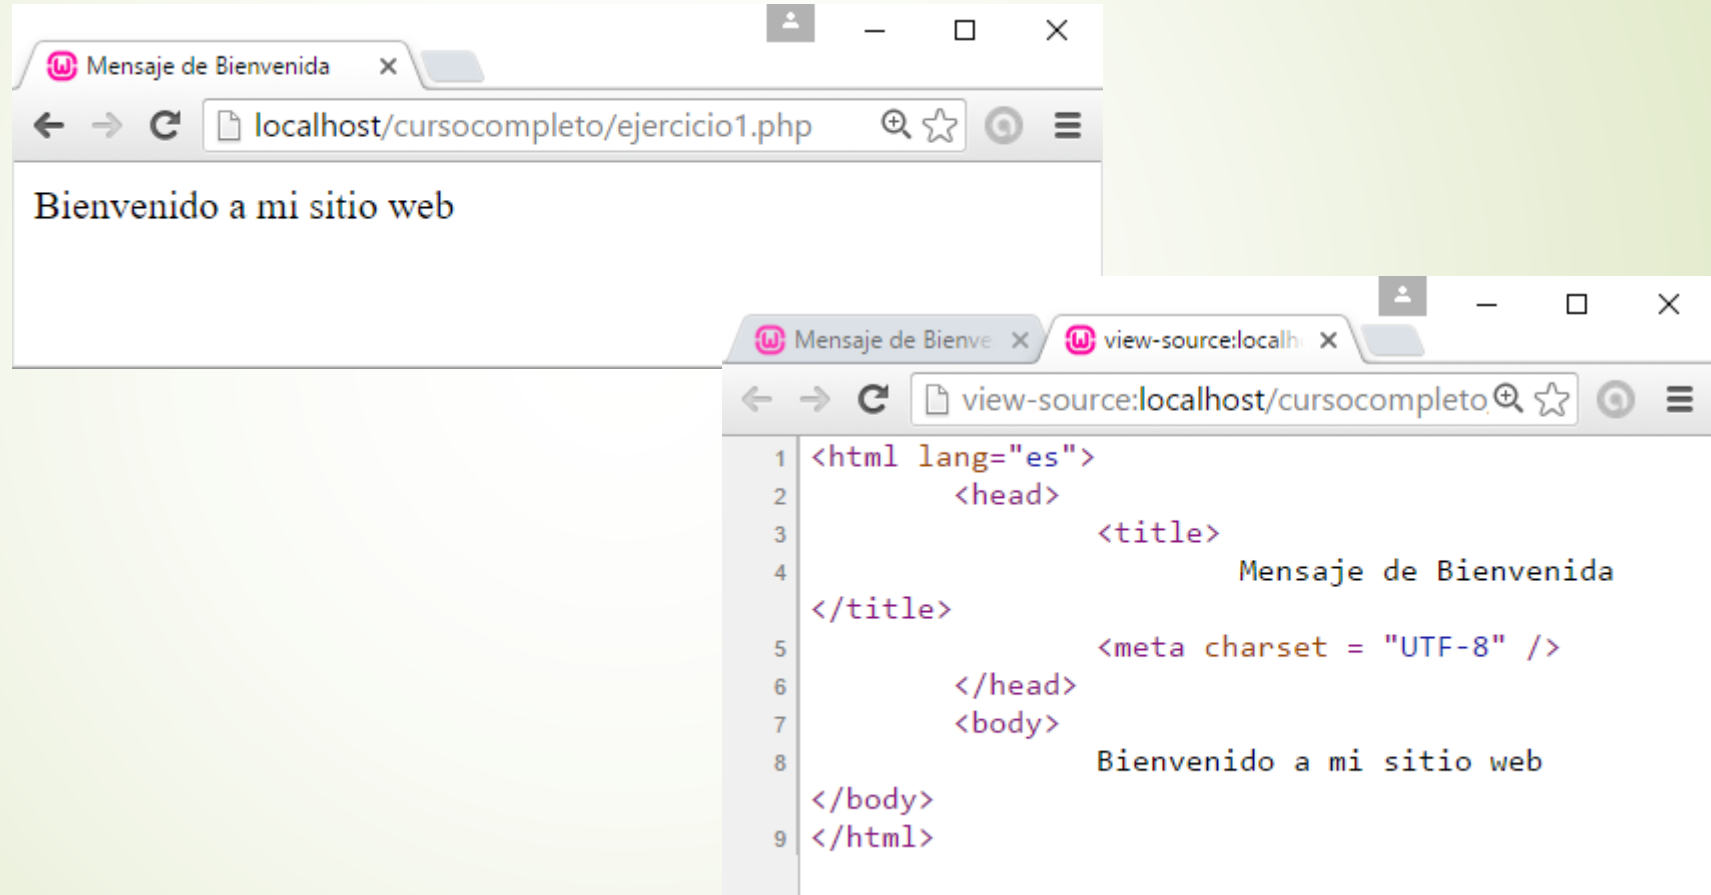 Mensaje de Bienvenida
localhost/cursocompleto/ejercicio1.php
Bienvenido a mi sitio web
Mensaje de Bienve
view-source:localh
view-source:localhost/cursocompleto
1 <html lang="es">
2 <head>
3 <title>
4 Mensaje de Bienvenida
</title>
5 <meta charset = "UTF-8" />
6 </head>
7 <body>
8 Bienvenido a mi sitio web
</body>
9 </html>